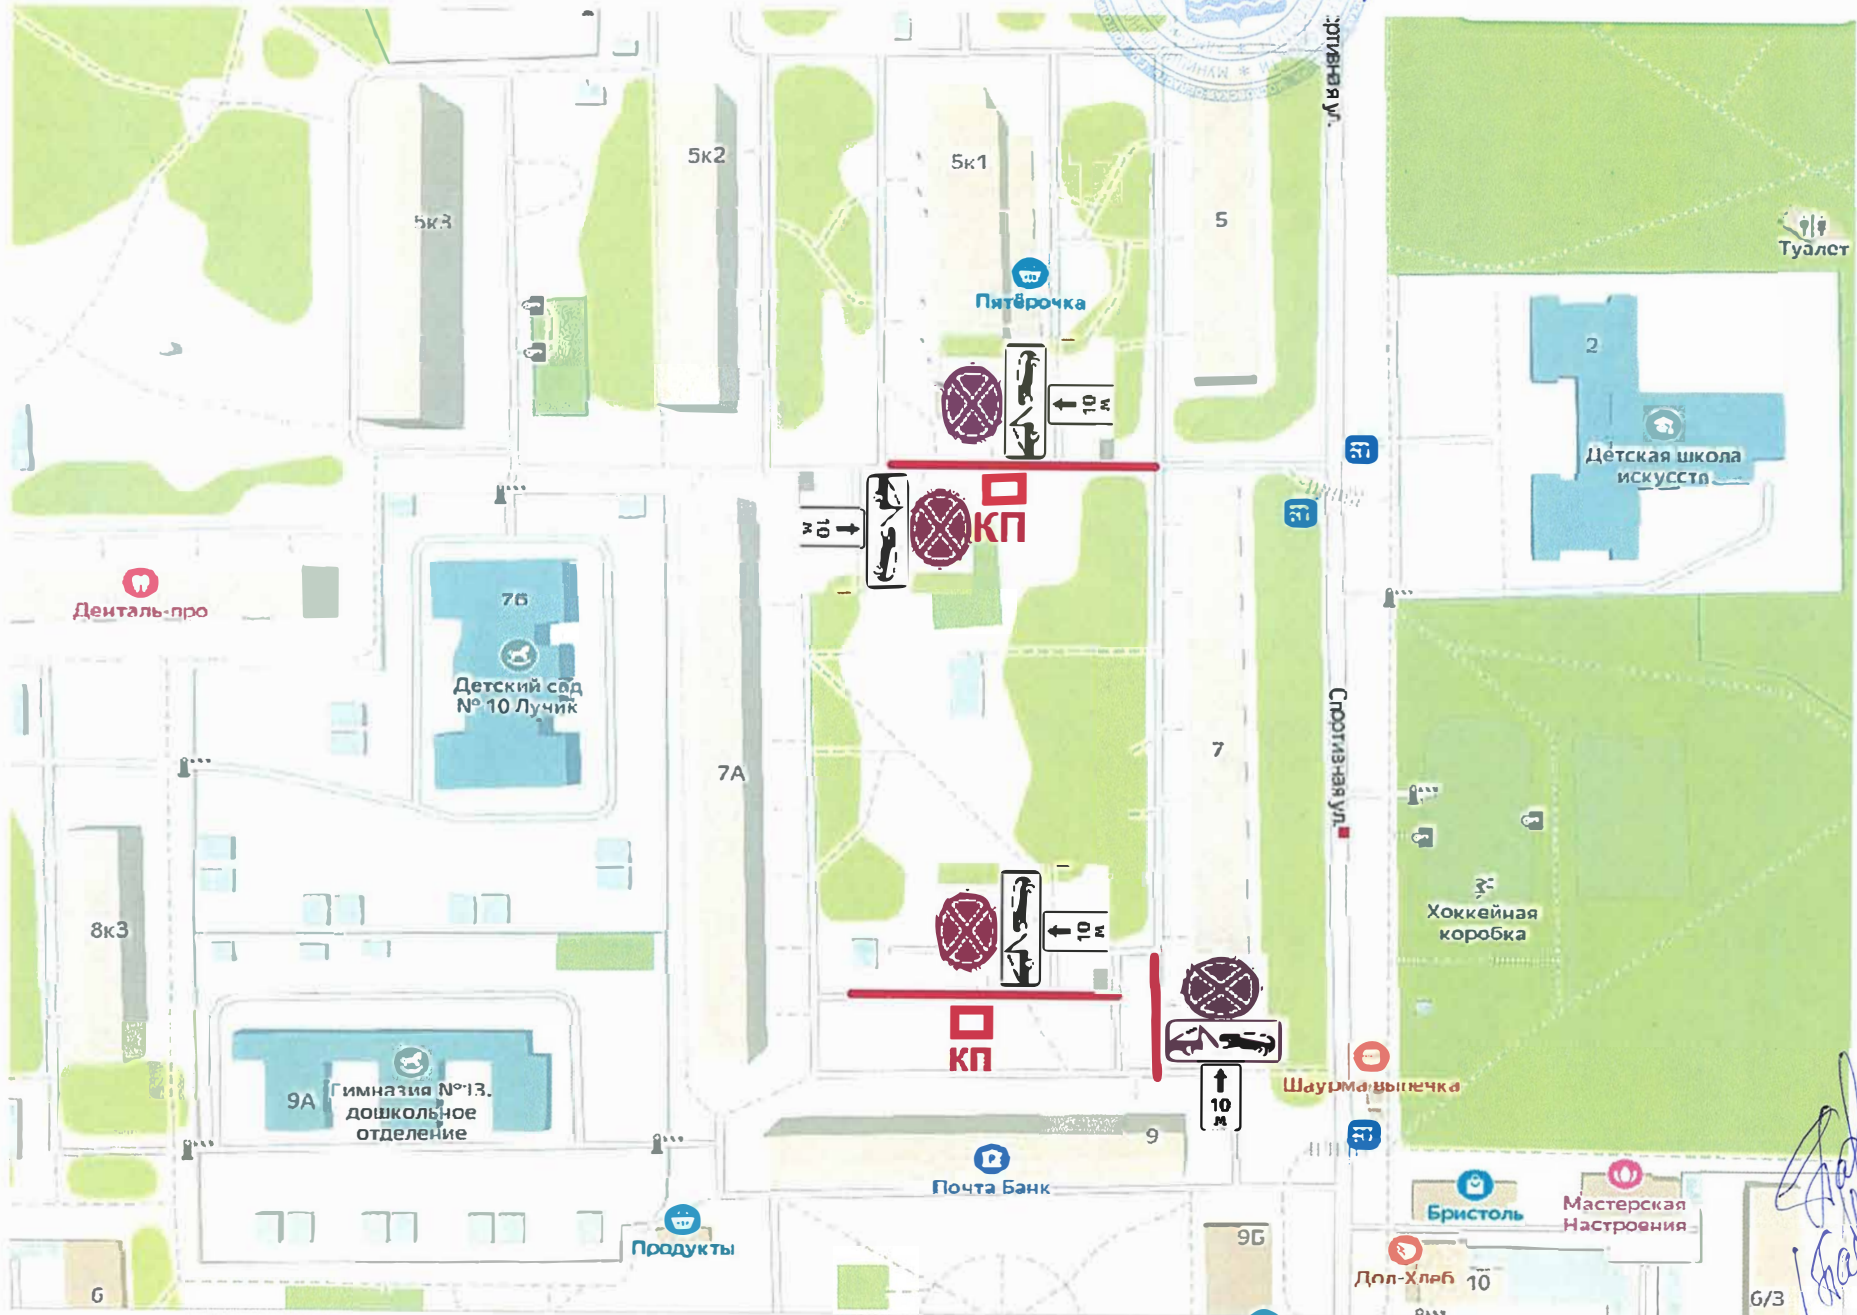 5к2
5к1
5к3
5
Туалет
Пятёрочка
2
10
м
Детская школа
искусств
КП
10
м
Денталь-про
7Б
Детский сад
№ 10 Лучик
Спортивная ул.
7
7А
8к3
Хоккейная
коробка
10
м
КП
Шаурма выпечка
9А
Гимназия №13.
дошкольное
отделение
10
м
9
Почта Банк
Бристоль
Мастерская
Настроения
Продукты
9Б
Дол-Хлеб
10
6
6/3